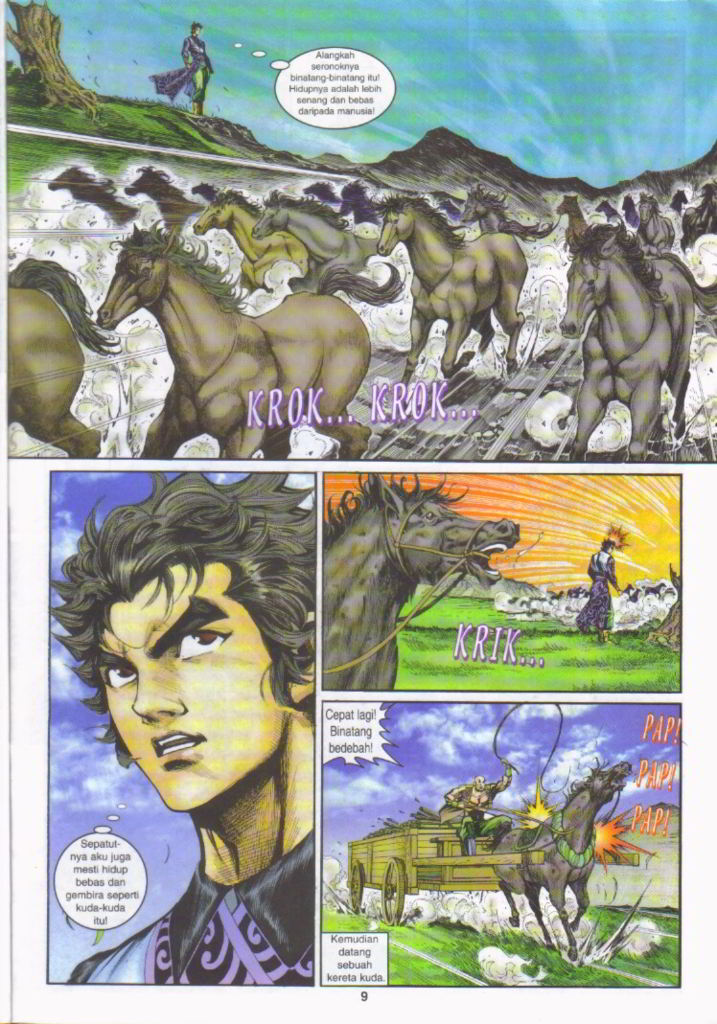 Alangkah
seronoknya
binatang-binatang itu!
Hidupnya adalah lebih
senang dan bebas
daripada manusia!
KROK... KROK...
KRIK...
Sepatut-
nya aku juga
mesti hidup
bebas dan
gembira seperti
kuda-kuda
itu!
Cepat lagi!
Binatang
bedebah!
PAP!
PAP!
PAP!
Kemudian
datang
sebuah
kereta kuda.
9